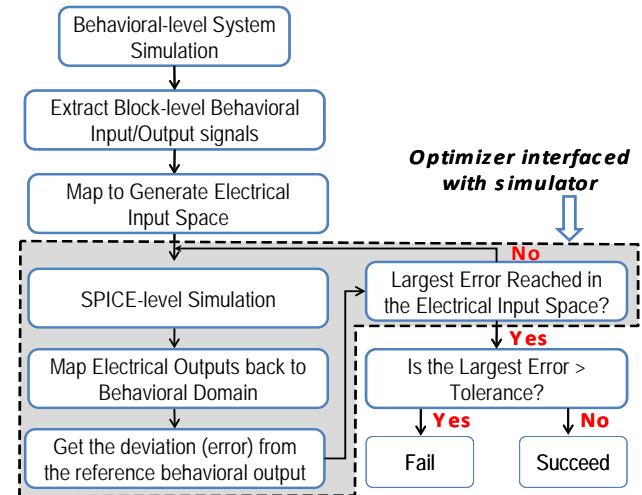 Behavioral-level System
Simulation
Extract Block-level Behavioral
Input/Output signals
Map to Generate Electrical
Input Space
Optimizer interfaced
with simulator
SPICE-level Simulation
Map Electrical Outputs back to
Behavioral Domain
Get the deviation (error) from
the reference behavioral output
No
Largest Error Reached in
the Electrical Input Space?
Yes
Is the Largest Error >
Tolerance?
Yes
No
Fail
Succeed